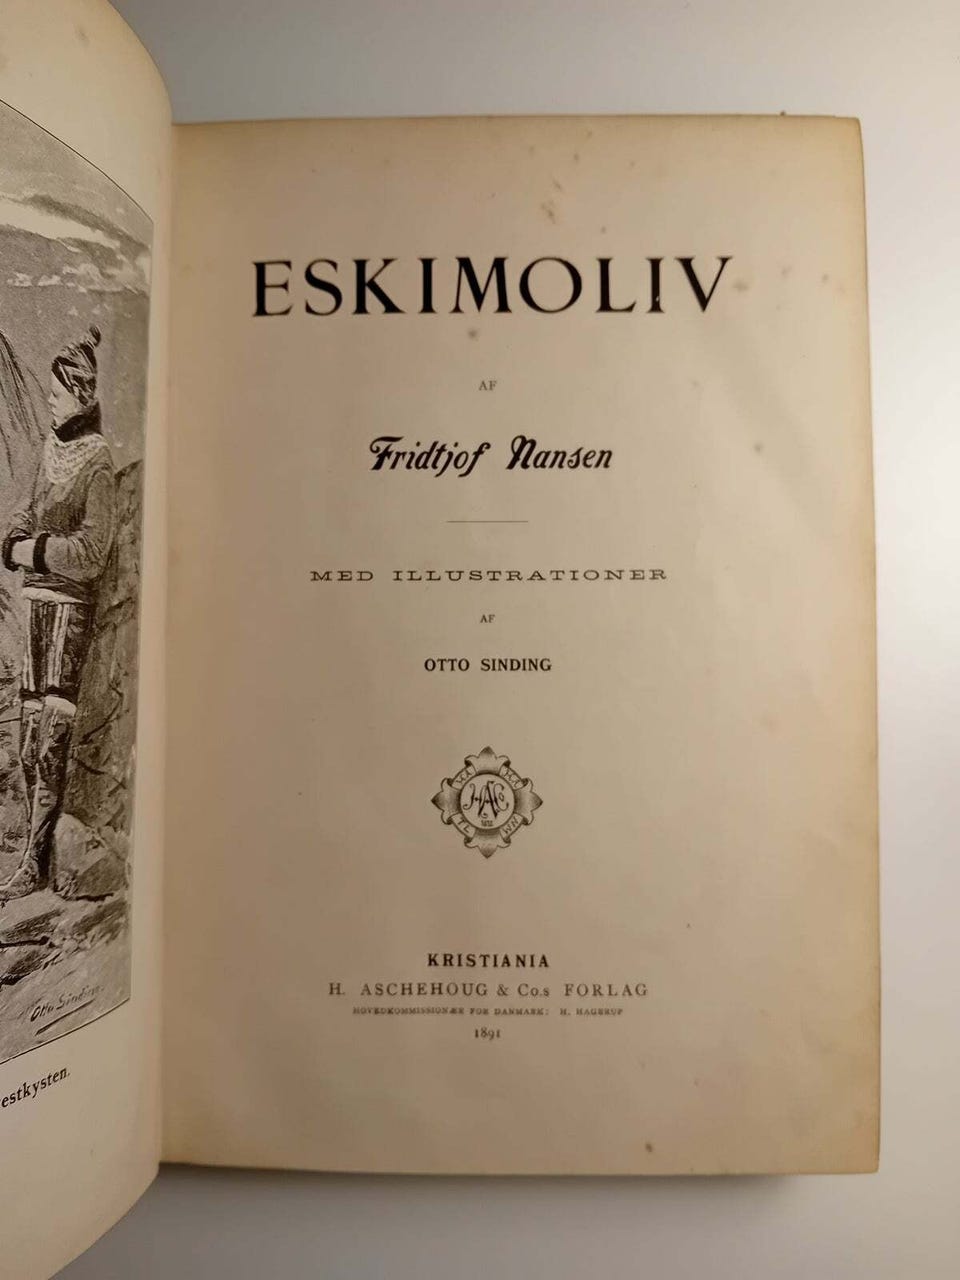 Otto Sinding.
estkysten.
ESKIMOLIV
AF
Fridtjof Nansen
MED ILLUSTRATIONER
AF
OTTO SINDING
HAC
KRISTIANIA
H. ASCHEHOUG & Co.s FORLAG
HOVEDKOMMISSIONÆR FOR DANMARK: H. HAGERUP
1891